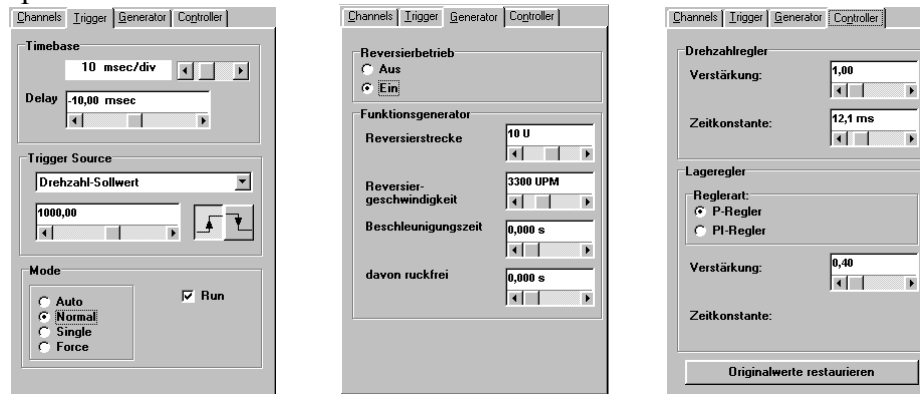 Channels Trigger Generator Controller
Timebase
10 msec/div
Delay -10,00 msec
Trigger Source
Drehzahl-Sollwert
1000,00
Mode
Auto
Normal
Single
Force
Run
Channels Trigger Generator Controller
Reversierbetrieb
Aus
Ein
Funktionsgenerator
Reversierstrecke 10 U
Reversier-
geschwindigkeit 3300 UPM
Beschleunigungszeit 0,000 s
davon ruckfrei 0,000 s
Channels Trigger Generator Controller
Drehzahlregler
Verstärkung: 1,00
Zeitkonstante: 12,1 ms
Lageregler
Reglerart:
P-Regler
PI-Regler
Verstärkung: 0,40
Zeitkonstante:
Originalwerte restaurieren